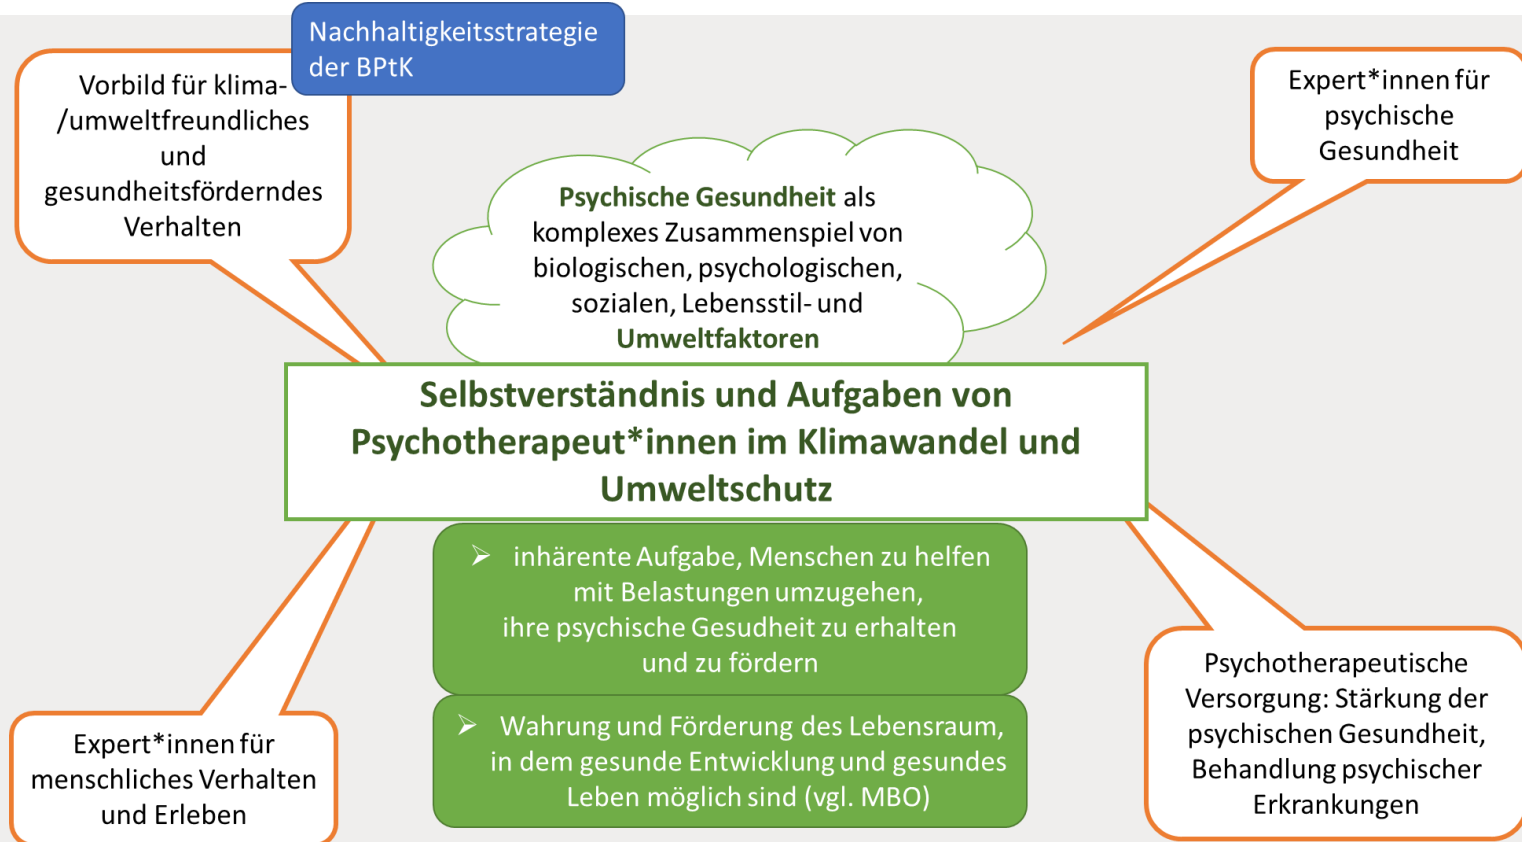 Nachhaltigkeitsstrategie
der BPtK
Vorbild für klima-
/umweltfreundliches
und
gesundheitsförderndes
Verhalten
Expert*innen für
psychische
Gesundheit
Psychische Gesundheit als
komplexes Zusammenspiel von
biologischen, psychologischen,
sozialen, Lebensstil- und
Umweltfaktoren
Selbstverständnis und Aufgaben von
Psychotherapeut*innen im Klimawandel und
Umweltschutz
➢ inhärente Aufgabe, Menschen zu helfen
mit Belastungen umzugehen,
ihre psychische Gesudheit zu erhalten
und zu fördern
➢ Wahrung und Förderung des Lebensraum,
in dem gesunde Entwicklung und gesundes
Leben möglich sind (vgl. MBO)
Expert*innen für
menschliches Verhalten
und Erleben
Psychotherapeutische
Versorgung: Stärkung der
psychischen Gesundheit,
Behandlung psychischer
Erkrankungen